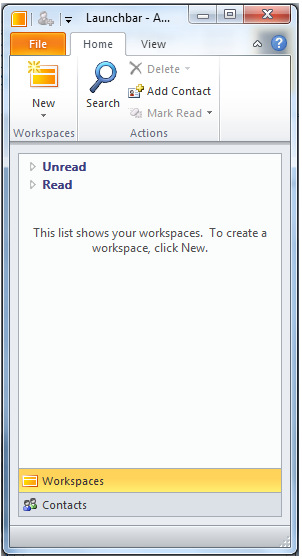 Launchbar - A...
File Home View
New
Search
Delete
Add Contact
Mark Read
Workspaces Actions
Unread
Read
This list shows your workspaces. To create a
workspace, click New.
Workspaces
Contacts